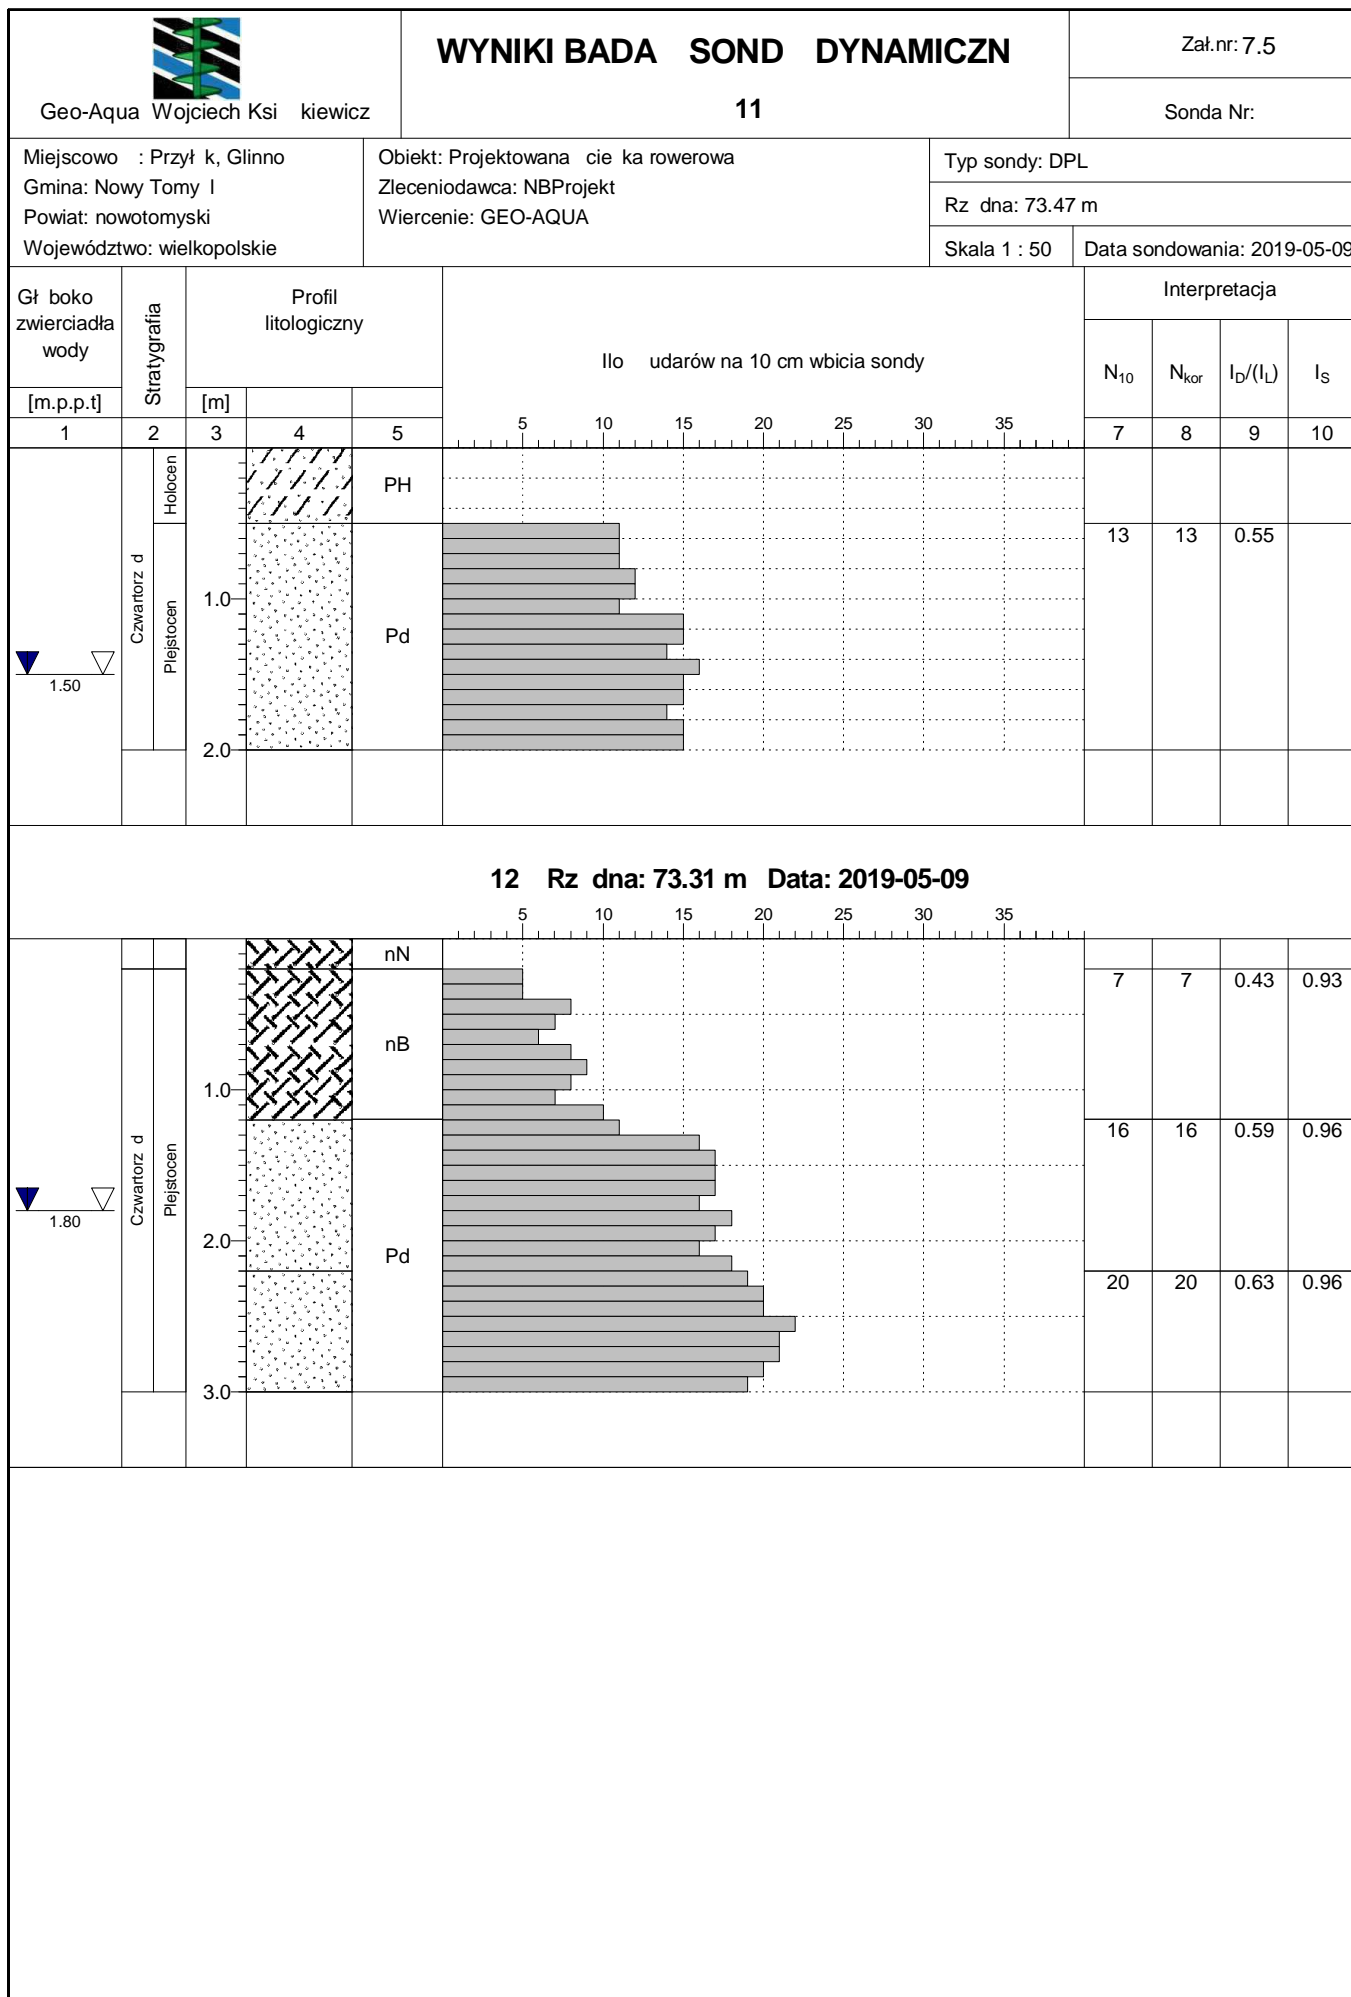 WYNIKI BADA SOND DYNAMICZN
11
Zał.nr: 7.5
Sonda Nr:
Geo-Aqua Wojciech Ksi kiewicz
Miejscowo : Przył k, Glinno
Gmina: Nowy Tomy l
Powiat: nowotomyski
Województwo: wielkopolskie
Obiekt: Projektowana cie ka rowerowa
Zleceniodawca: NBProjekt
Wiercenie: GEO-AQUA
Typ sondy: DPL
Rz dna: 73.47 m
Skala 1 : 50
Data sondowania: 2019-05-09
Gł boko
zwierciadła
wody
[m.p.p.t]
Stratygrafia
Profil
litologiczny
[m]
Ilo udarów na 10 cm wbicia sondy
Interpretacja
N10 Nkor ID/(IL) IS
5 10 15 20 25 30 35
1 2 3 4 5 7 8 9 10
Holocen
PH
Czwartorz d
Plejstocen
13 13 0.55
1.0
Pd
1.50
2.0
12 Rz dna: 73.31 m Data: 2019-05-09
5 10 15 20 25 30 35
nN
7 7 0.43 0.93
nB
1.0
16 16 0.59 0.96
Czwartorz d
Plejstocen
1.80
2.0
Pd
20 20 0.63 0.96
3.0